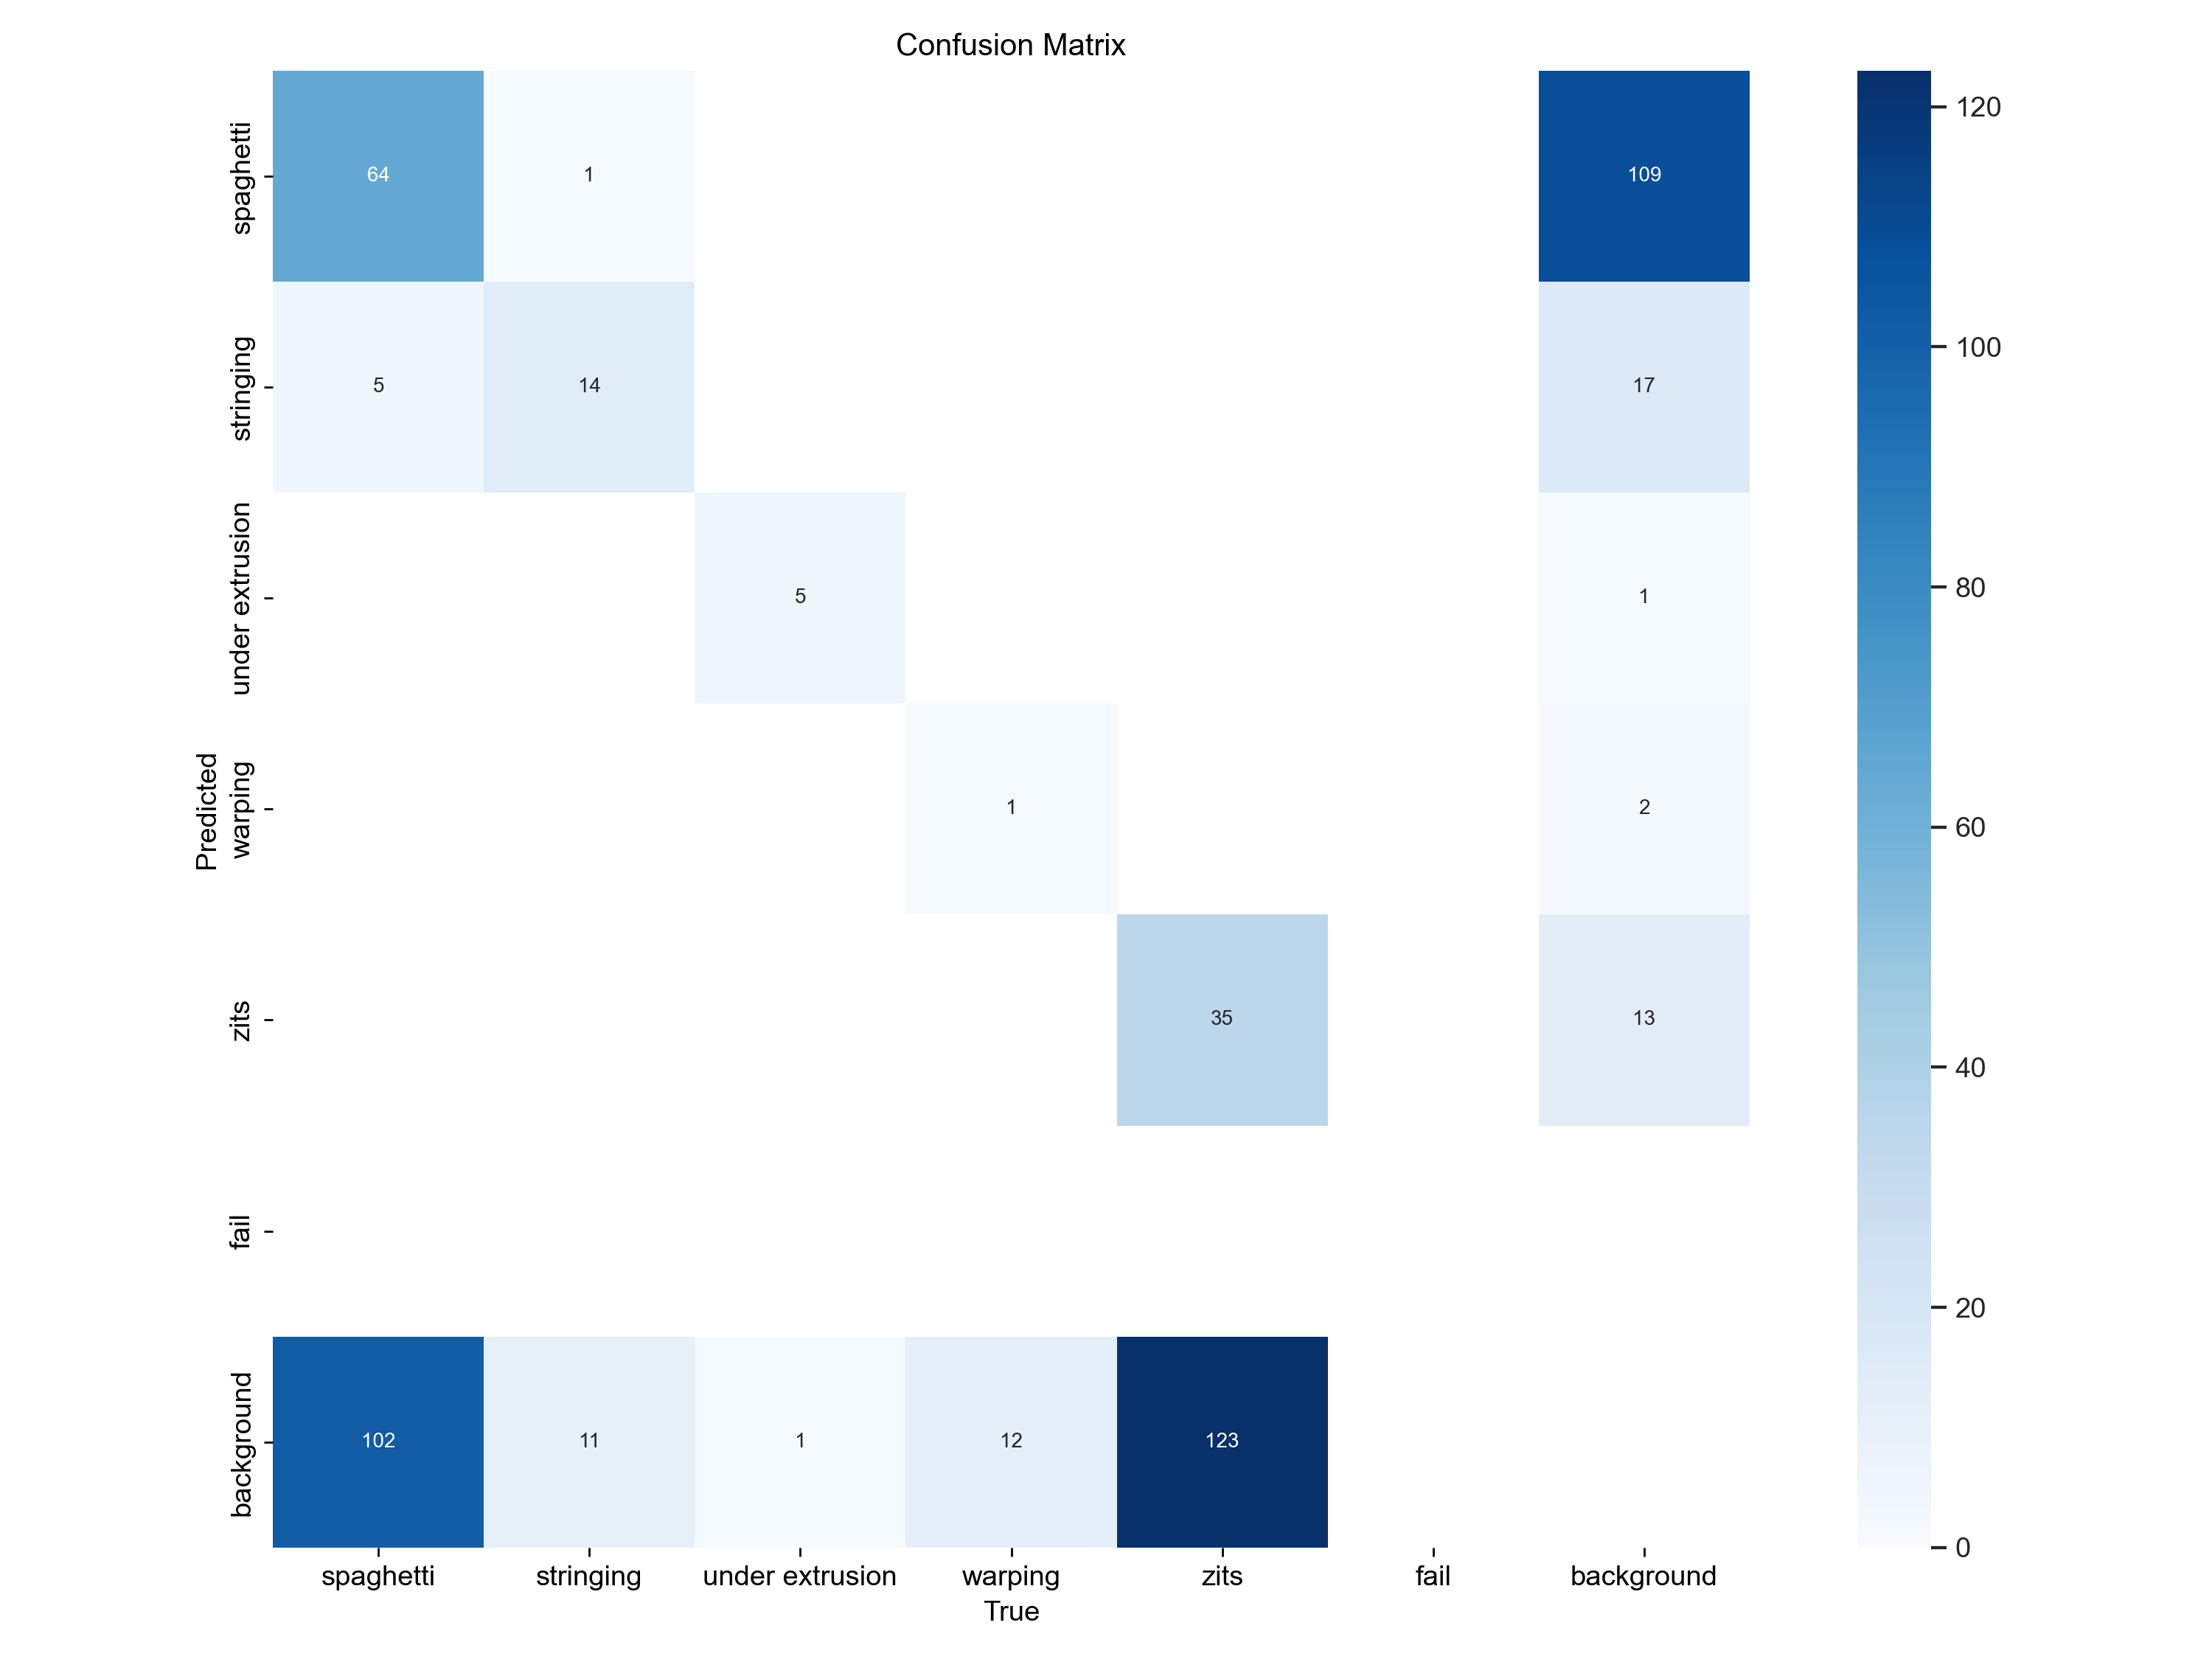 Confusion Matrix
spaghetti
64
1
109
120
100
stringing
5
14
17
80
under extrusion
5
1
60
Predicted
warping
1
2
zits
35
13
40
fail
20
background
102
11
1
12
123
0
spaghetti
stringing
under extrusion
warping
zits
fail
background
True